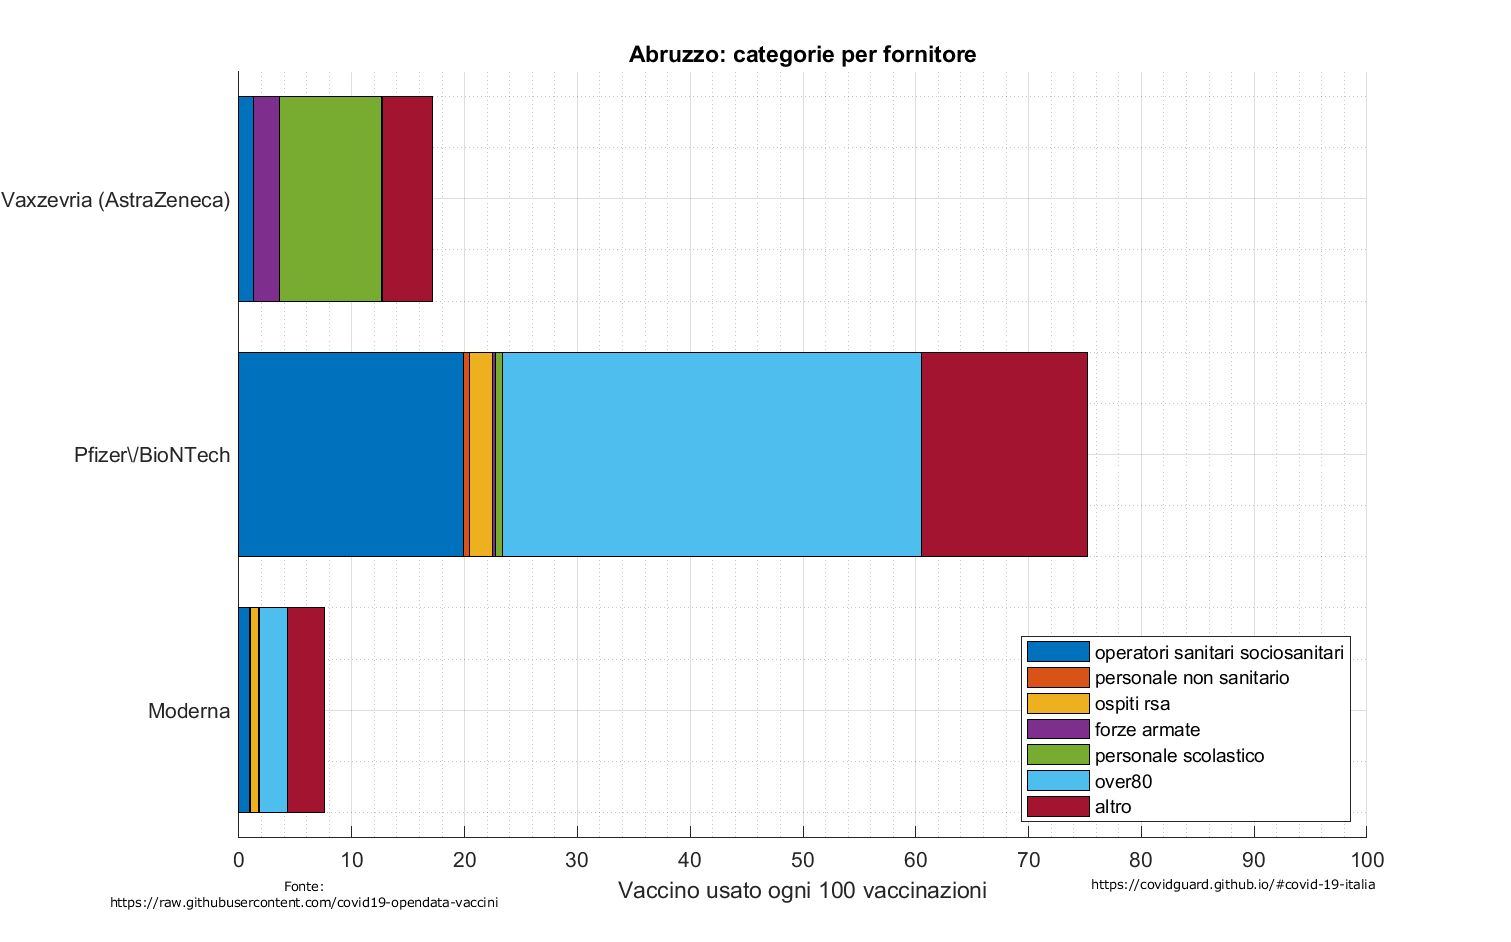 Abruzzo: categorie per fornitore
Vaxzevria (AstraZeneca)
Pfizer\/BioNTech
Moderna
operatori sanitari sociosanitari
personale non sanitario
ospiti rsa
forze armate
personale scolastico
over80
altro
0 10 20 30 40 50 60 70 80 90 100
Vaccino usato ogni 100 vaccinazioni
Fonte:
https://raw.githubusercontent.com/covid19-opendata-vaccini
https://covidguard.github.io/#covid-19-italia